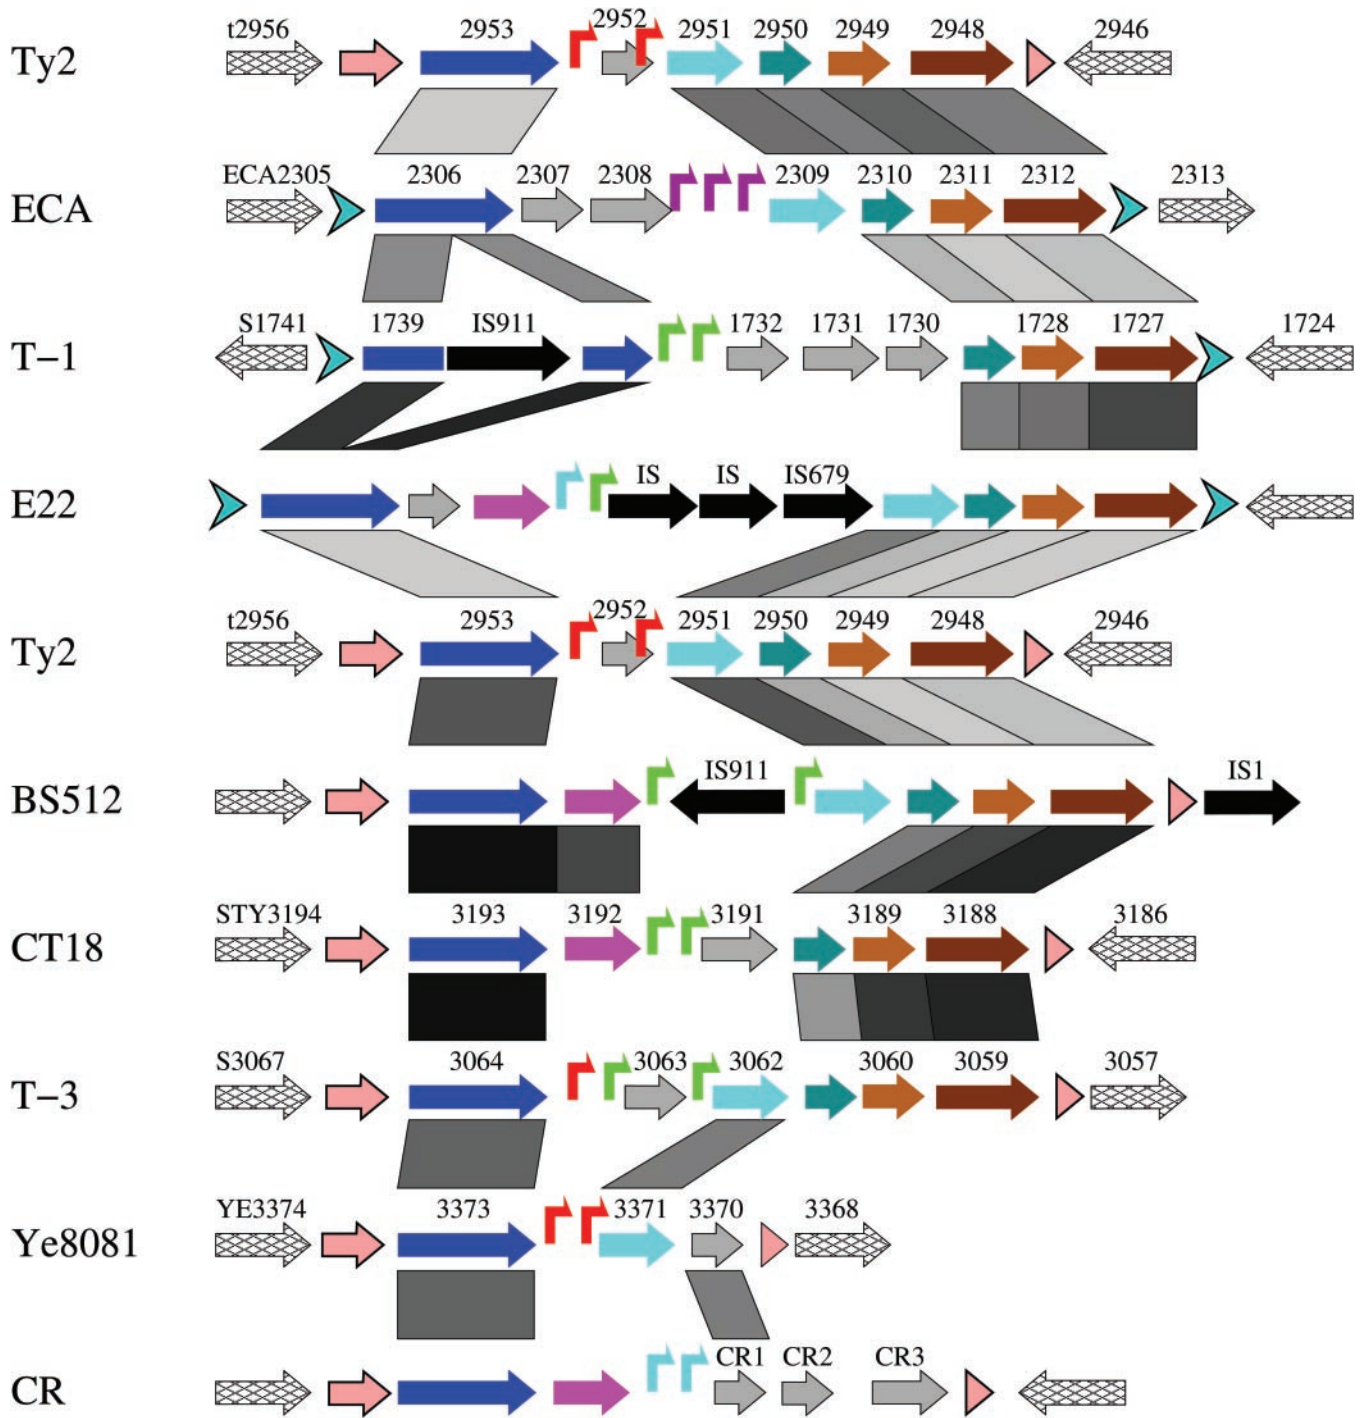 t2956 2953 2952 2951 2950 2949 2948 2946
Ty2
ECA2305 2306 2307 2308 2309 2310 2311 2312 2313
ECA
S1741 1739 IS911 1732 1731 1730 1728 1727 1724
T-1
IS IS IS679
E22
t2956 2953 2952 2951 2950 2949 2948 2946
Ty2
IS911 IS1
BS512
STY3194 3193 3192 3191 3189 3188 3186
CT18
S3067 3064 3063 3062 3060 3059 3057
T-3
YE3374 3373 3371 3370 3368
Ye8081
CR1 CR2 CR3
CR